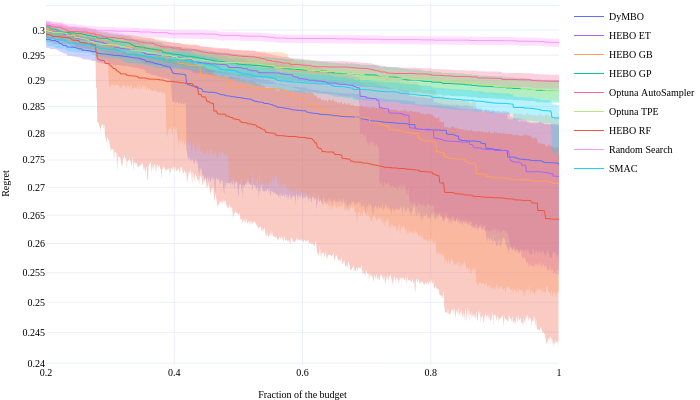 DyMBO
HEBO ET
HEBO GB
HEBO GP
Optuna AutoSampler
Optuna TPE
HEBO RF
Random Search
SMAC
0.3
0.295
0.29
0.285
0.28
0.275
0.27
0.265
0.26
0.255
0.25
0.245
0.24
Regret
0.2
0.4
0.6
0.8
1
Fraction of the budget